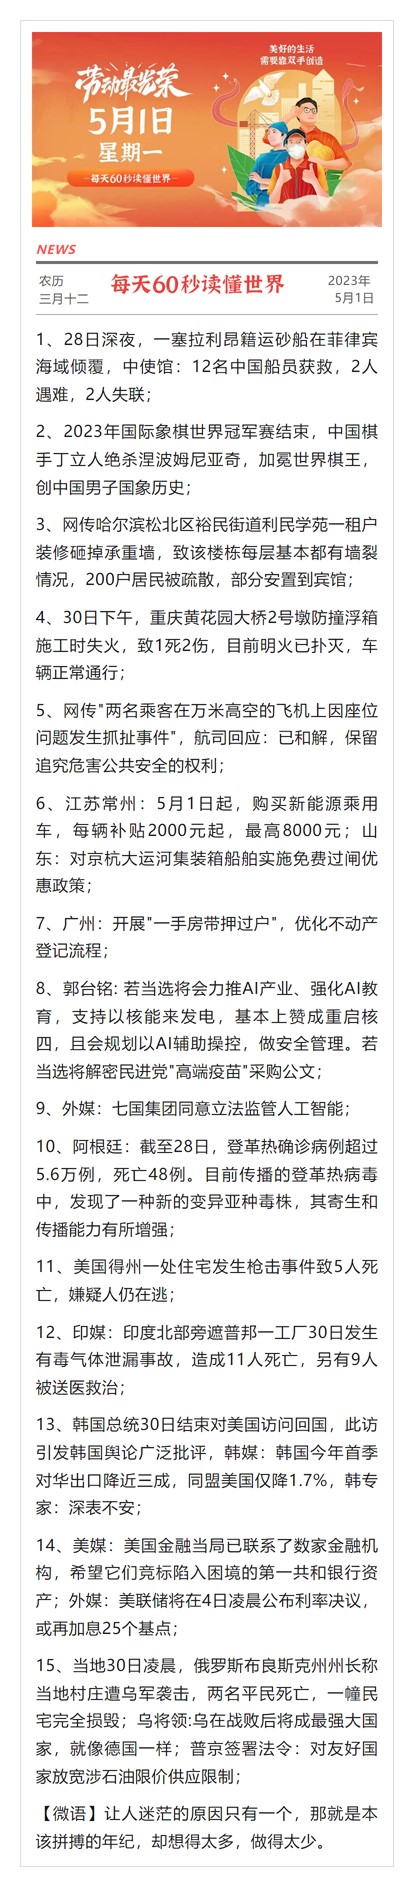 劳动最光荣
5月1日
星期一
每天60秒读懂世界
美好的生活
需要靠双手创造
NEWS
农历
三月十二
每天60秒读懂世界
2023年
5月1日
1、28日深夜，一塞拉利昂籍运砂船在菲律宾
海域倾覆，中使馆：12名中国船员获救，2人
遇难，2人失联；
2、2023年国际象棋世界冠军赛结束，中国棋
手丁立人绝杀涅波姆尼亚奇，加冕世界棋王，
创中国男子国象历史；
3、网传哈尔滨松北区裕民街道利民学苑一租户
装修砸掉承重墙，致该楼栋每层基本都有墙裂
情况，200户居民被疏散，部分安置到宾馆；
4、30日下午，重庆黄花园大桥2号墩防撞浮箱
施工时失火，致1死2伤，目前明火已扑灭，车
辆正常通行；
5、网传"两名乘客在万米高空的飞机上因座位
问题发生抓扯事件"，航司回应：已和解，保留
追究危害公共安全的权利；
6、江苏常州：5月1日起，购买新能源乘用
车，每辆补贴2000元起，最高8000元；山
东：对京杭大运河集装箱船舶实施免费过闸优
惠政策；
7、广州：开展"一手房带押过户"，优化不动产
登记流程；
8、郭台铭: 若当选将会力推AI产业、强化AI教
育，支持以核能来发电，基本上赞成重启核
四，且会规划以AI辅助操控，做安全管理。若
当选将解密民进党"高端疫苗"采购公文；
9、外媒：七国集团同意立法监管人工智能；
10、阿根廷：截至28日，登革热确诊病例超过
5.6万例，死亡48例。目前传播的登革热病毒
中，发现了一种新的变异亚种毒株，其寄生和
传播能力有所增强；
11、美国得州一处住宅发生枪击事件致5人死
亡，嫌疑人仍在逃；
12、印媒：印度北部旁遮普邦一工厂30日发生
有毒气体泄漏事故，造成11人死亡，另有9人
被送医救治；
13、韩国总统30日结束对美国访问回国，此访
引发韩国舆论广泛批评，韩媒：韩国今年首季
对华出口降近三成，同盟美国仅降1.7%，韩专
家：深表不安；
14、美媒：美国金融当局已联系了数家金融机
构，希望它们竞标陷入困境的第一共和银行资
产；外媒：美联储将在4日凌晨公布利率决议，
或再加息25个基点；
15、当地30日凌晨，俄罗斯布良斯克州州长称
当地村庄遭乌军袭击，两名平民死亡，一幢民
宅完全损毁；乌将领:乌在战败后将成最强大国
家，就像德国一样；普京签署法令：对友好国
家放宽涉石油限价供应限制；
【微语】让人迷茫的原因只有一个，那就是本
该拼搏的年纪，却想得太多，做得太少。